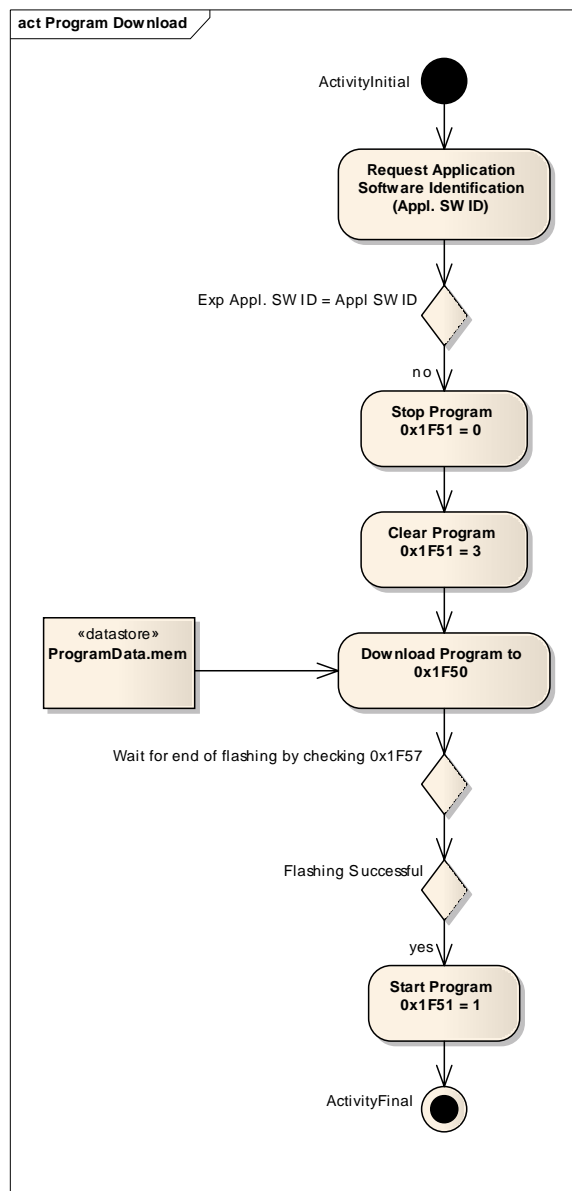 act Program Download
ActivityInitial
Request Application
Software Identification
(Appl. SW ID)
Exp Appl. SW ID = Appl SW ID
no
Stop Program
0x1F51 = 0
Clear Program
0x1F51 = 3
«datastore»
ProgramData.mem
Download Program to
0x1F50
Wait for end of flashing by checking 0x1F57
Flashing Successful
yes
Start Program
0x1F51 = 1
ActivityFinal